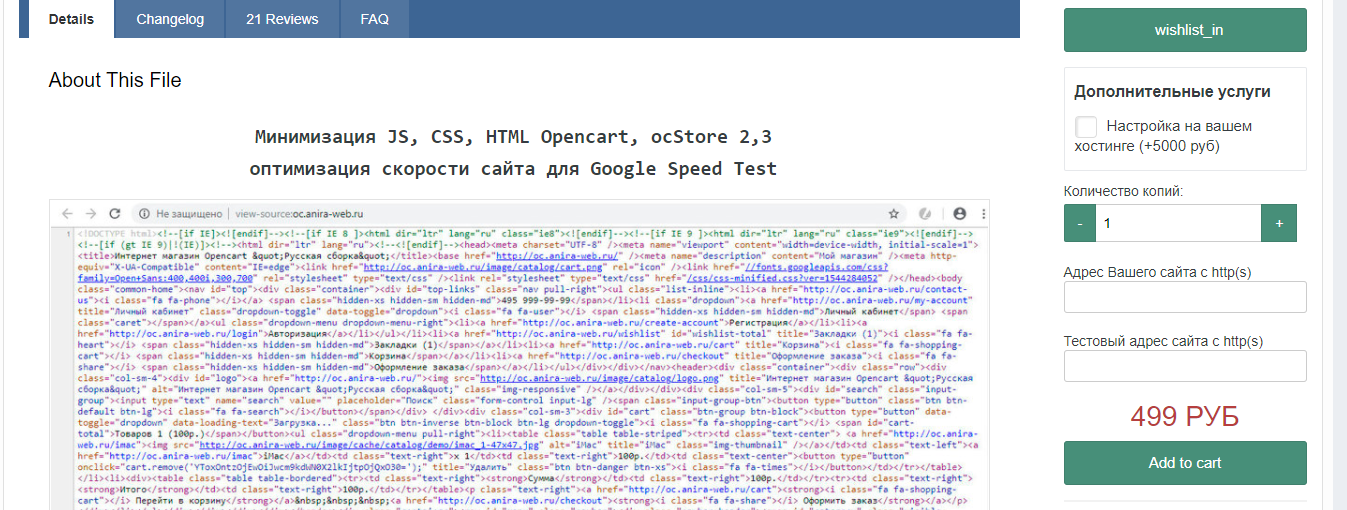 Details Changelog 21 Reviews FAQ
About This File
Минимизация JS, CSS, HTML Opencart, ocStore 2,3
оптимизация скорости сайта для Google Speed Test
Не защищено | view-source:oc.anira-web.ru
1 <!DOCTYPE html><!--[if IE]><![endif]--><!--[if IE 8 ]><html dir="ltr" lang="ru" class="ie8"><![endif]--><!--[if IE 9 ]><html dir="ltr" lang="ru" class="ie9"><![endif]-->
<!--[if (gt IE 9)|!(IE)]><!--><html dir="ltr" lang="ru"><!--<![endif]--><head><meta charset="UTF-8" /><meta name="viewport" content="width=device-width, initial-scale=1">
<title>Интернет магазин Opencart &quot;Русская сборка&quot;</title><base href="http://oc.anira-web.ru/" /><meta name="description" content="Мой магазин" /><meta http-
equiv="X-UA-Compatible" content="IE=edge"><link href="http://oc.anira-web.ru/image/catalog/cart.png" rel="icon" /><link href="//fonts.googleapis.com/css?
family=Open+Sans:400,400i,300,700" rel="stylesheet" type="text/css" /><link rel="stylesheet" type="text/css" href="/css/css-minified.css?ver=1544284052" /></head><body
class="common-home"><nav id="top"><div class="container"><div id="top-links" class="nav pull-right"><ul class="list-inline"><li><a href="http://oc.anira-web.ru/contact-
us"><i class="fa fa-phone"></i></a> <span class="hidden-xs hidden-sm hidden-md">495 999-99-99</span></li><li class="dropdown"><a href="http://oc.anira-web.ru/my-account"
title="Личный кабинет" class="dropdown-toggle" data-toggle="dropdown"><i class="fa fa-user"></i> <span class="hidden-xs hidden-sm hidden-md">Личный кабинет</span> <span
class="caret"></span></a><ul class="dropdown-menu dropdown-menu-right"><li><a href="http://oc.anira-web.ru/create-account">Регистрация</a></li><li><a
href="http://oc.anira-web.ru/login">Авторизация</a></li></ul></li><li><a href="http://oc.anira-web.ru/wishlist" id="wishlist-total" title="Закладки (1)"><i class="fa fa-
heart"></i> <span class="hidden-xs hidden-sm hidden-md">Закладки (1)</span></a></li><li><a href="http://oc.anira-web.ru/cart" title="Корзина"><i class="fa fa-shopping-
cart"></i> <span class="hidden-xs hidden-sm hidden-md">Корзина</span></a></li><li><a href="http://oc.anira-web.ru/checkout" title="Оформление заказа"><i class="fa fa-
share"></i> <span class="hidden-xs hidden-sm hidden-md">Оформление заказа</span></a></li></ul></div></div></nav><header><div class="container"><div class="row"><div
class="col-sm-4"><div id="logo"><a href="http://oc.anira-web.ru/"><img src="http://oc.anira-web.ru/image/catalog/logo.png" title="Интернет магазин Opencart &quot;Русская
сборка&quot;" alt="Интернет магазин Opencart &quot;Русская сборка&quot;" class="img-responsive" /></a></div></div><div class="col-sm-5"><div id="search" class="input-
group"><input type="text" name="search" value="" placeholder="Поиск" class="form-control input-lg" /><span class="input-group-btn"><button type="button" class="btn btn-
default btn-lg"><i class="fa fa-search"></i></button></span></div> </div><div class="col-sm-3"><div id="cart" class="btn-group btn-block"><button type="button" data-
toggle="dropdown" data-loading-text="Загрузка..." class="btn btn-inverse btn-block btn-lg dropdown-toggle"><i class="fa fa-shopping-cart"></i> <span id="cart-
total">Товаров 1 (100р.)</span></button><ul class="dropdown-menu pull-right"><li><table class="table table-striped"><tr><td class="text-center"> <a href="http://oc.anira-
web.ru/imac"><img src="http://oc.anira-web.ru/image/cache/catalog/demo/imac_1-47x47.jpg" alt="iMac" title="iMac" class="img-thumbnail" /></a></td><td class="text-left"><a
href="http://oc.anira-web.ru/imac">iMac</a></td><td class="text-right">x 1</td><td class="text-right">100р.</td><td class="text-center"><button type="button"
title="Удалить" class="btn btn-danger btn-xs"><i class="fa fa-times"></i></button></td></tr></table>
</li><li><div><table class="table table-bordered"><tr><td class="text-right"><strong>Сумма</strong></td><td class="text-right">100р.</td></tr><tr><td class="text-right">
<strong>Итого</strong></td><td class="text-right">100р.</td></tr></table><p class="text-right"><a href="http://oc.anira-web.ru/cart"><strong><i class="fa fa-shopping-
cart"></i> Перейти в корзину</strong></a>&nbsp;&nbsp;&nbsp;<a href="http://oc.anira-web.ru/checkout"><strong><i class="fa fa-share"></i> Оформить заказ</strong></a></p>
wishlist_in
Дополнительные услуги
Настройка на вашем
хостинге (+5000 руб)
Количество копий:
- 1 +
Адрес Вашего сайта с http(s)
Тестовый адрес сайта с http(s)
499 РУБ
Add to cart